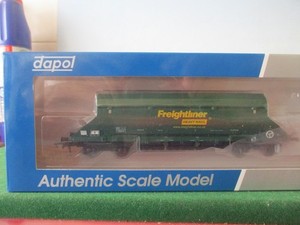 dapol
Freightliner
Authentic Scale Model